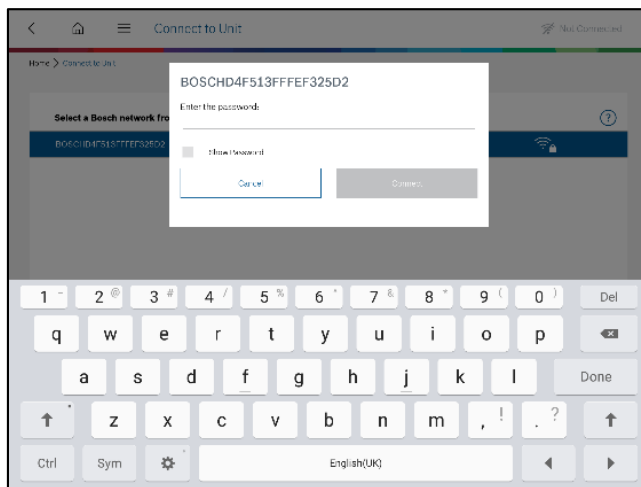 Connect to Unit
Not Connected
Home > Connect to Unit
BOSCHD4F513FFFEF325D2
Enter the password:
Select a Bosch network fro
?
BOSCHD4F513FFFEF325D2
Show Password
Cancel
Connect
1 - 2 @ 3 # 4 / 5 % 6 ^ 7 & 8 * 9 ( 0 ) Del
q w e r t y u i o p
a s d f g h j k l Done
z x c v b n m , ! . ?
Ctrl Sym English(UK)